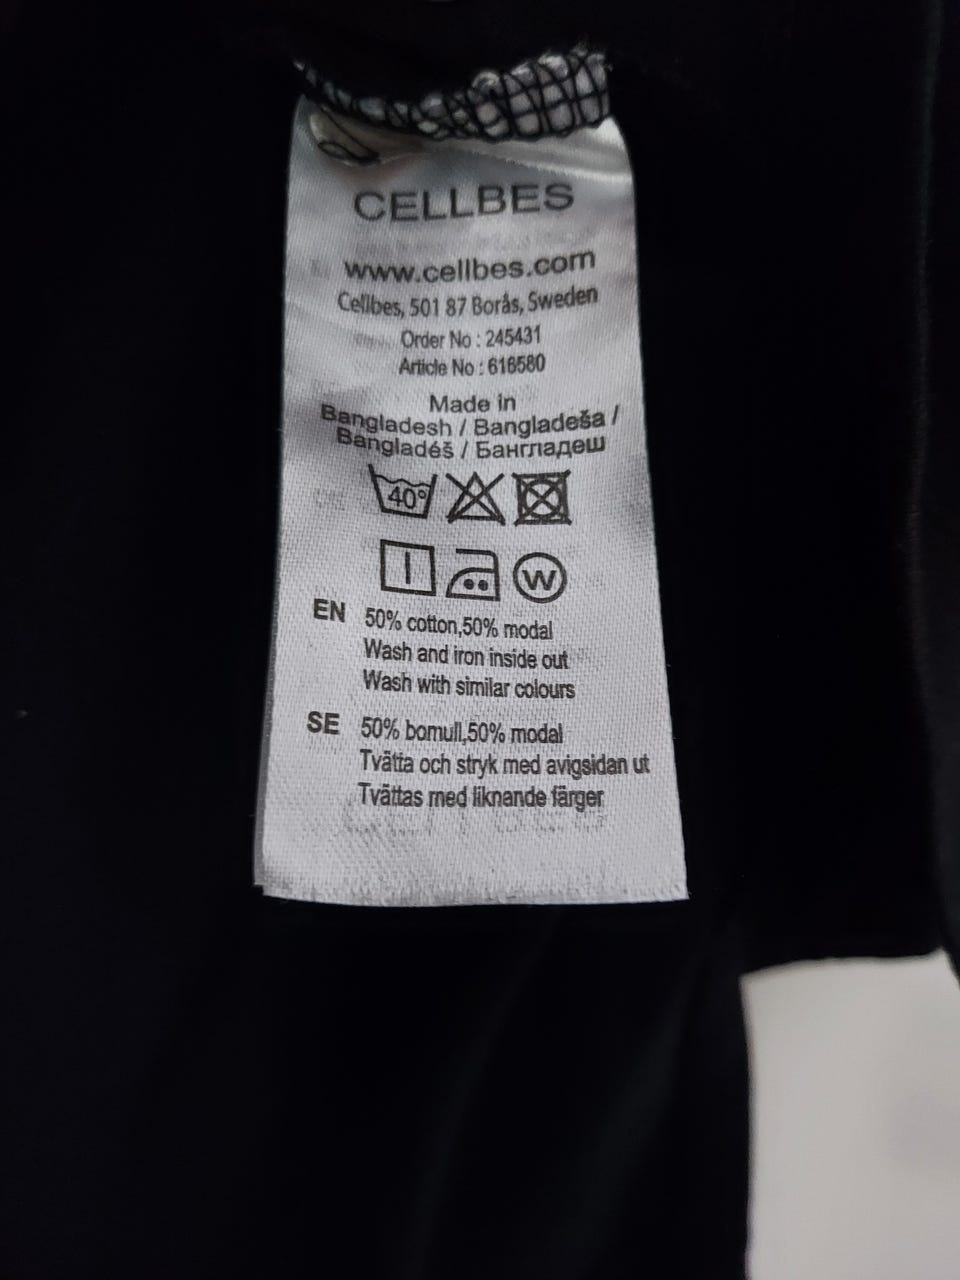 CELLBES
www.cellbes.com
Cellbes, 501 87 Borås, Sweden
Order No : 245431
Article No : 616580
Made in
Bangladesh / Bangladeša /
Bangladéš / Бангладеш
40°
W
EN 50% cotton,50% modal
Wash and iron inside out
Wash with similar colours
SE 50% bomull,50% modal
Tvätta och stryk med avigsidan ut
Tvättas med liknande färger